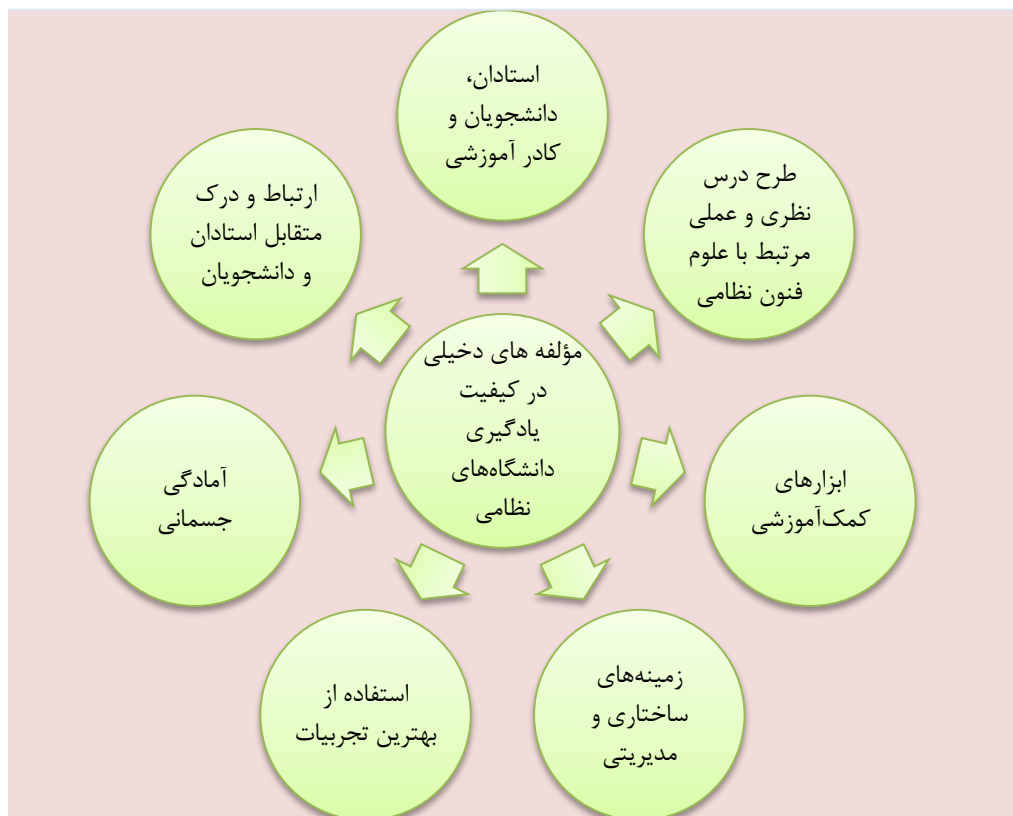 استادان،
دانشجویان و
کادر آموزشی
طرح درس
نظری و عملی
مرتبط با علوم
فنون نظامی
ابزارهای
کمک‌آموزشی
زمینه‌های
ساختاری و
مدیریتی
استفاده از
بهترین تجربیات
آمادگی
جسمانی
ارتباط و درک
متقابل استادان
و دانشجویان
مؤلفه های دخیلی
در کیفیت
یادگیری
دانشگاه‌های
نظامی